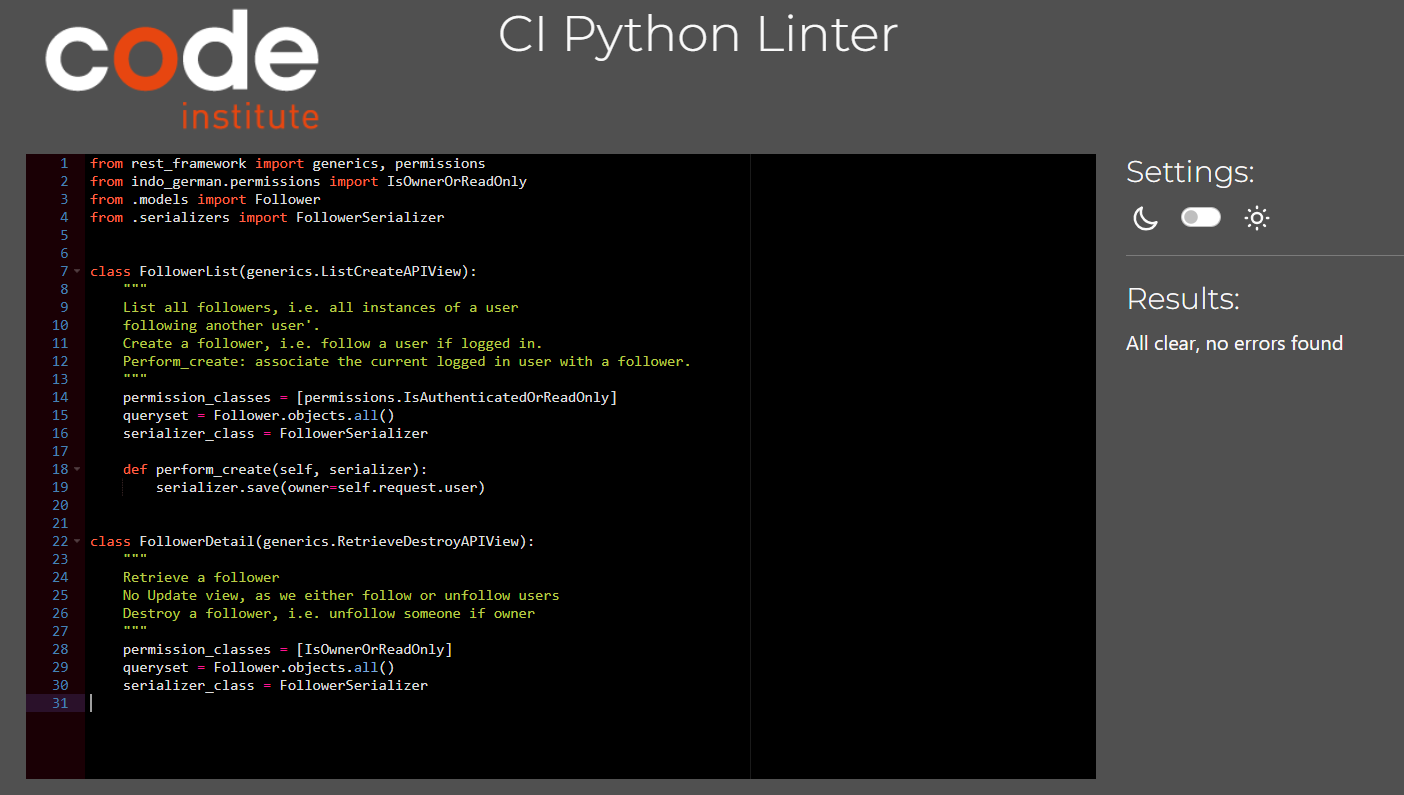 code
institute
CI Python Linter
1 from rest_framework import generics, permissions
2 from indo_german.permissions import IsOwnerOrReadOnly
3 from .models import Follower
4 from .serializers import FollowerSerializer
5
6
7 class FollowerList(generics.ListCreateAPIView):
8     """
9     List all followers, i.e. all instances of a user
10     following another user'.
11     Create a follower, i.e. follow a user if logged in.
12     Perform_create: associate the current logged in user with a follower.
13     """
14     permission_classes = [permissions.IsAuthenticatedOrReadOnly]
15     queryset = Follower.objects.all()
16     serializer_class = FollowerSerializer
17
18     def perform_create(self, serializer):
19         serializer.save(owner=self.request.user)
20
21
22 class FollowerDetail(generics.RetrieveDestroyAPIView):
23     """
24     Retrieve a follower
25     No Update view, as we either follow or unfollow users
26     Destroy a follower, i.e. unfollow someone if owner
27     """
28     permission_classes = [IsOwnerOrReadOnly]
29     queryset = Follower.objects.all()
30     serializer_class = FollowerSerializer
31
Settings:
Results:
All clear, no errors found